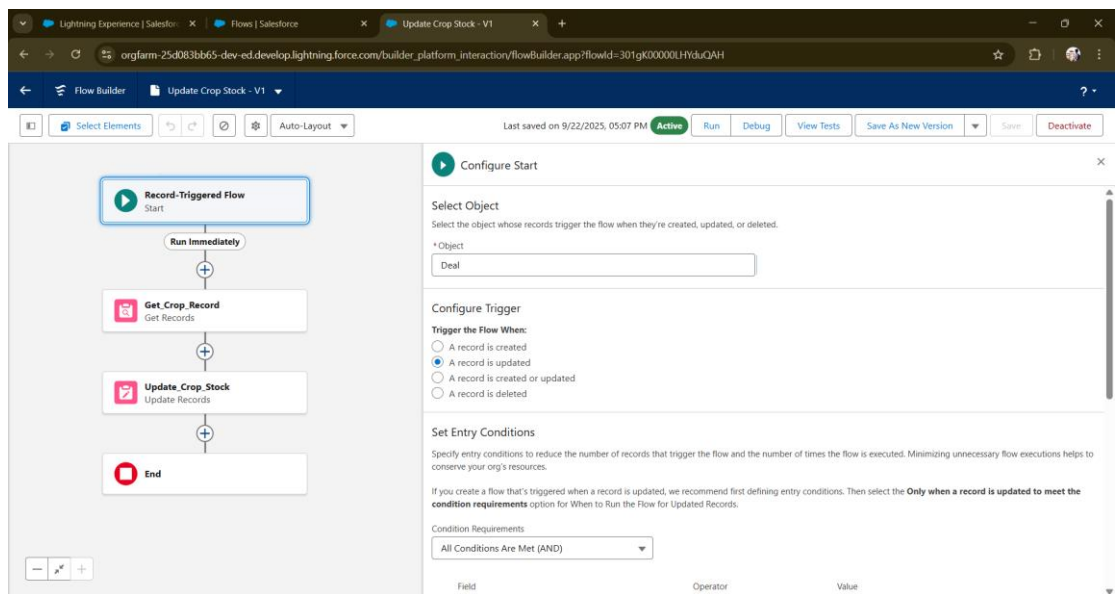 Lightning Experience | Salesforc
Flows | Salesforce
Update Crop Stock - V1
orgfarm-25d083bb65-dev-ed.develop.lightning.force.com/builder_platform_interaction/flowBuilder.app?flowId=301gK00000LHYduQAH
Flow Builder
Update Crop Stock - V1
?
Select Elements
Auto-Layout
Last saved on 9/22/2025, 05:07 PM
Active
Run
Debug
View Tests
Save As New Version
Save
Deactivate
Record-Triggered Flow
Start
Run Immediately
Get_Crop_Record
Get Records
Update_Crop_Stock
Update Records
End
Configure Start
Select Object
Select the object whose records trigger the flow when they're created, updated, or deleted.
*Object
Deal
Configure Trigger
Trigger the Flow When:
A record is created
A record is updated
A record is created or updated
A record is deleted
Set Entry Conditions
Specify entry conditions to reduce the number of records that trigger the flow and the number of times the flow is executed. Minimizing unnecessary flow executions helps to
conserve your org's resources.
If you create a flow that's triggered when a record is updated, we recommend first defining entry conditions. Then select the Only when a record is updated to meet the
condition requirements option for When to Run the Flow for Updated Records.
Condition Requirements
All Conditions Are Met (AND)
Field Operator Value